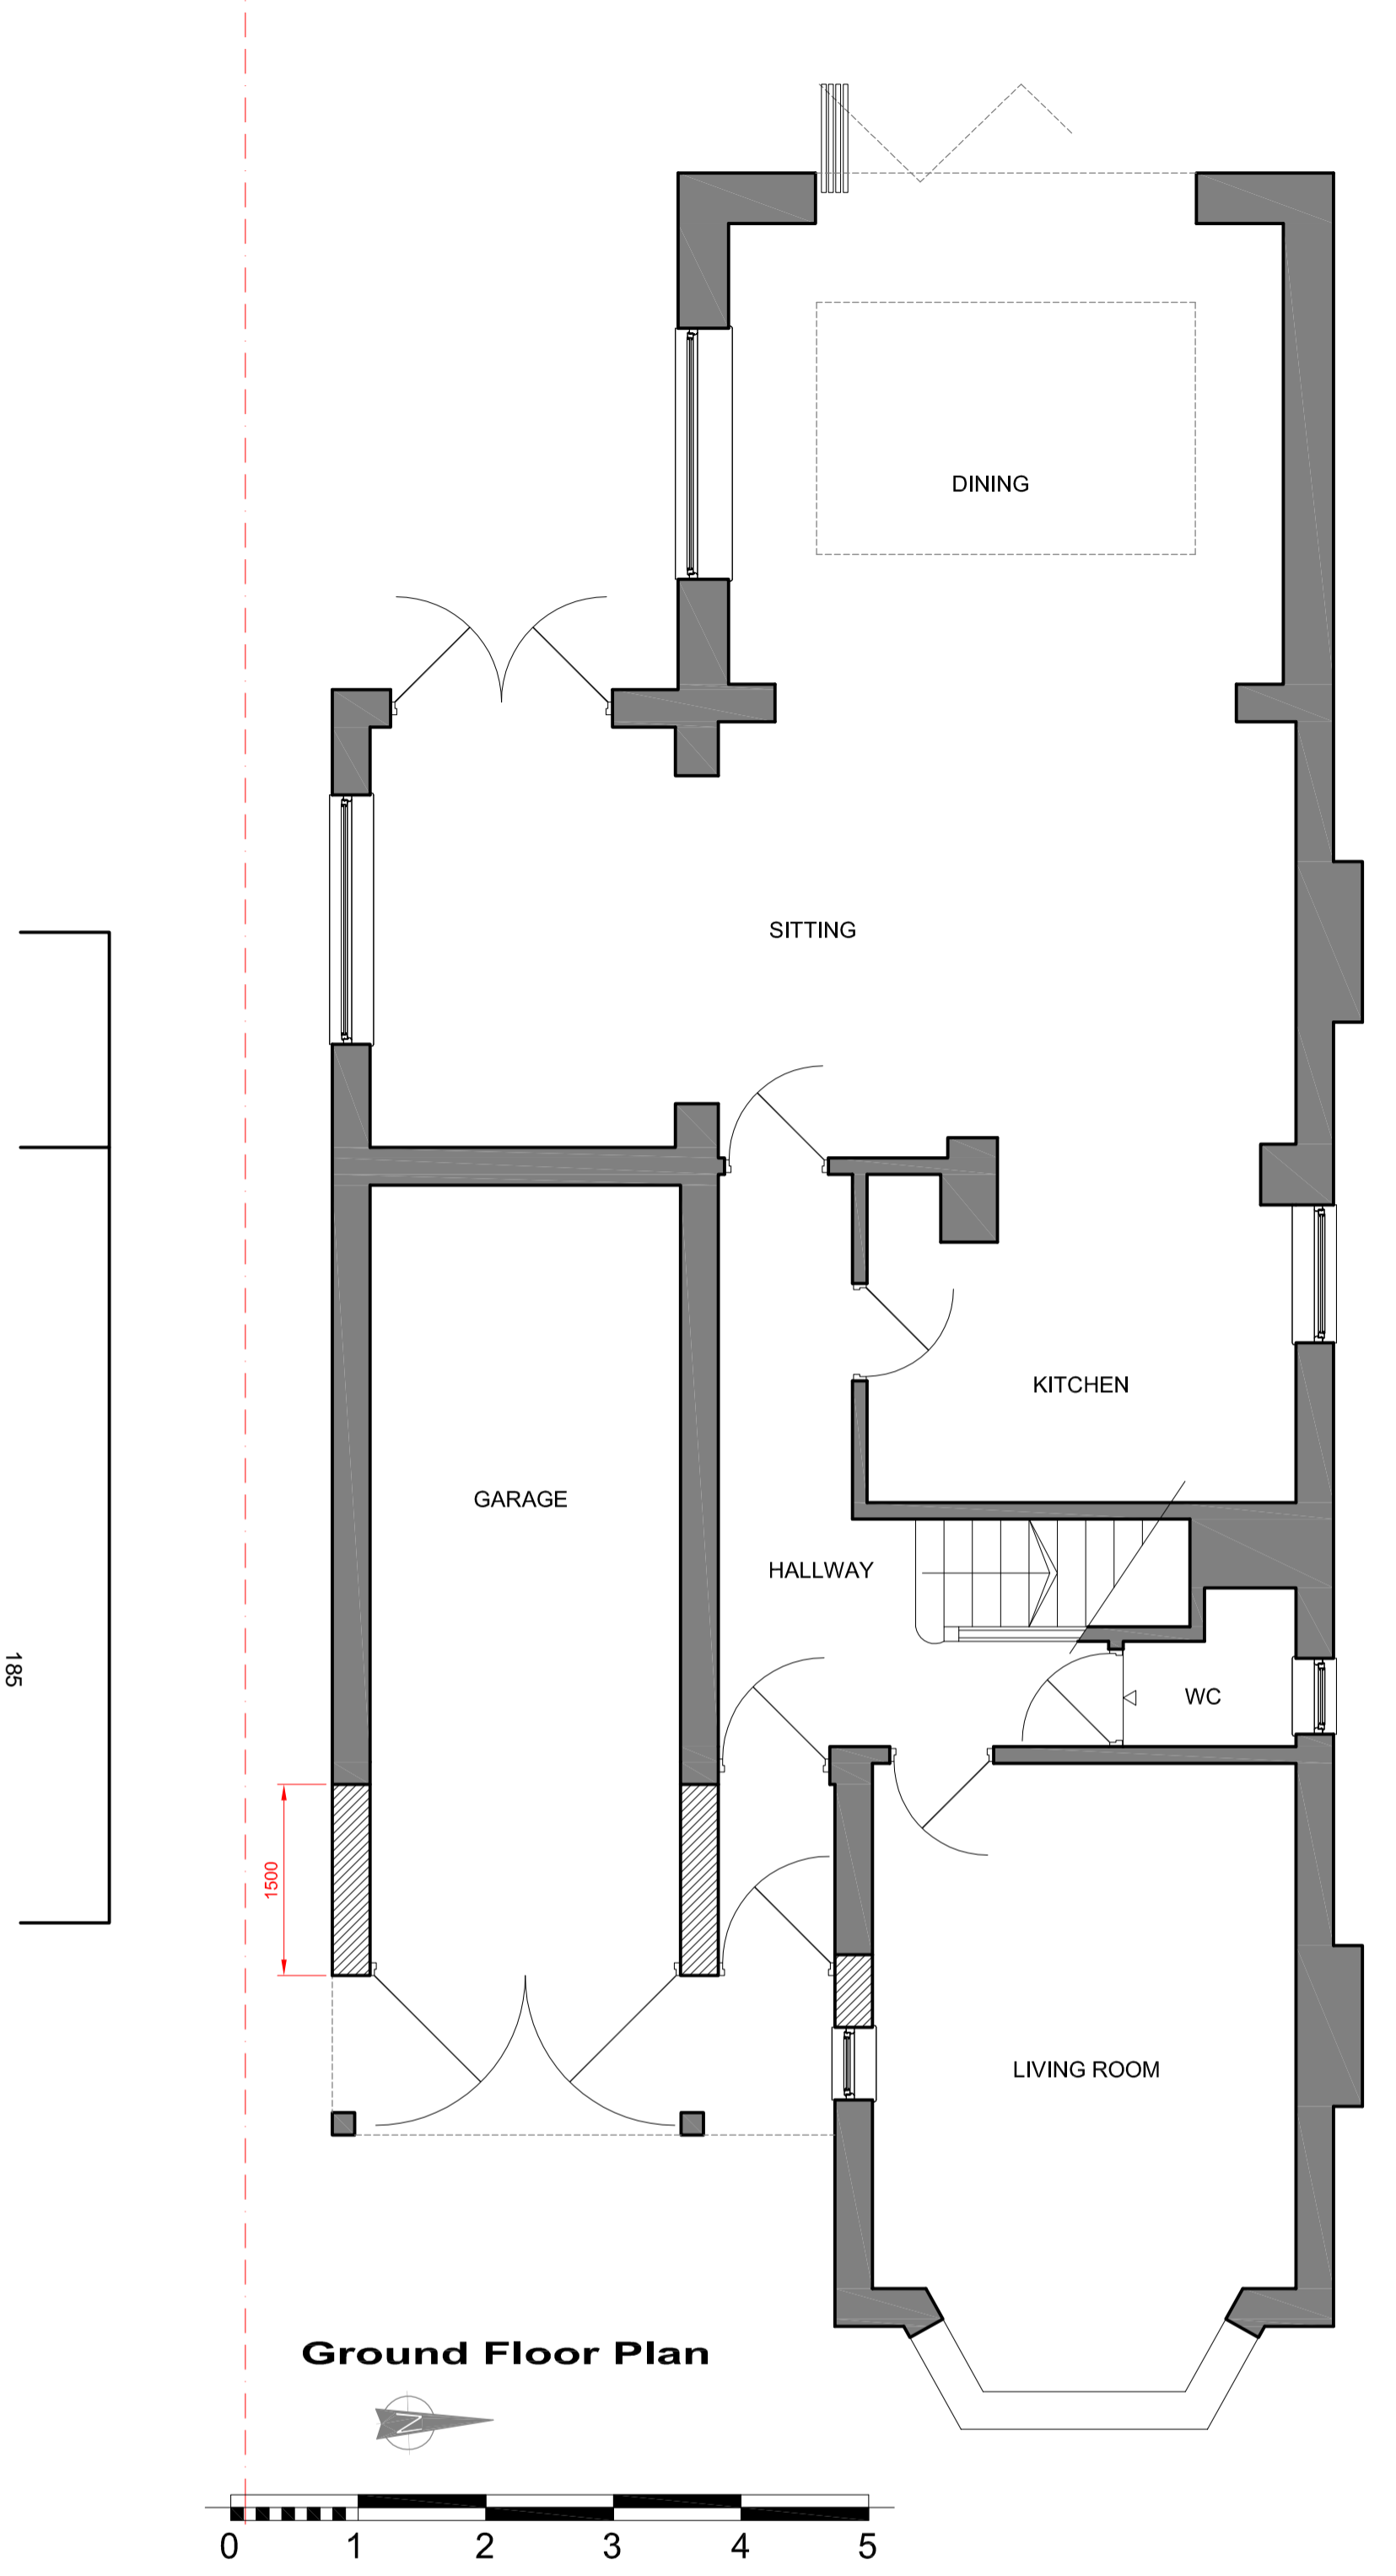 DINING
SITTING
KITCHEN
GARAGE
HALLWAY
185
WC
1500
LIVING ROOM
Ground Floor Plan
N
0 1 2 3 4 5